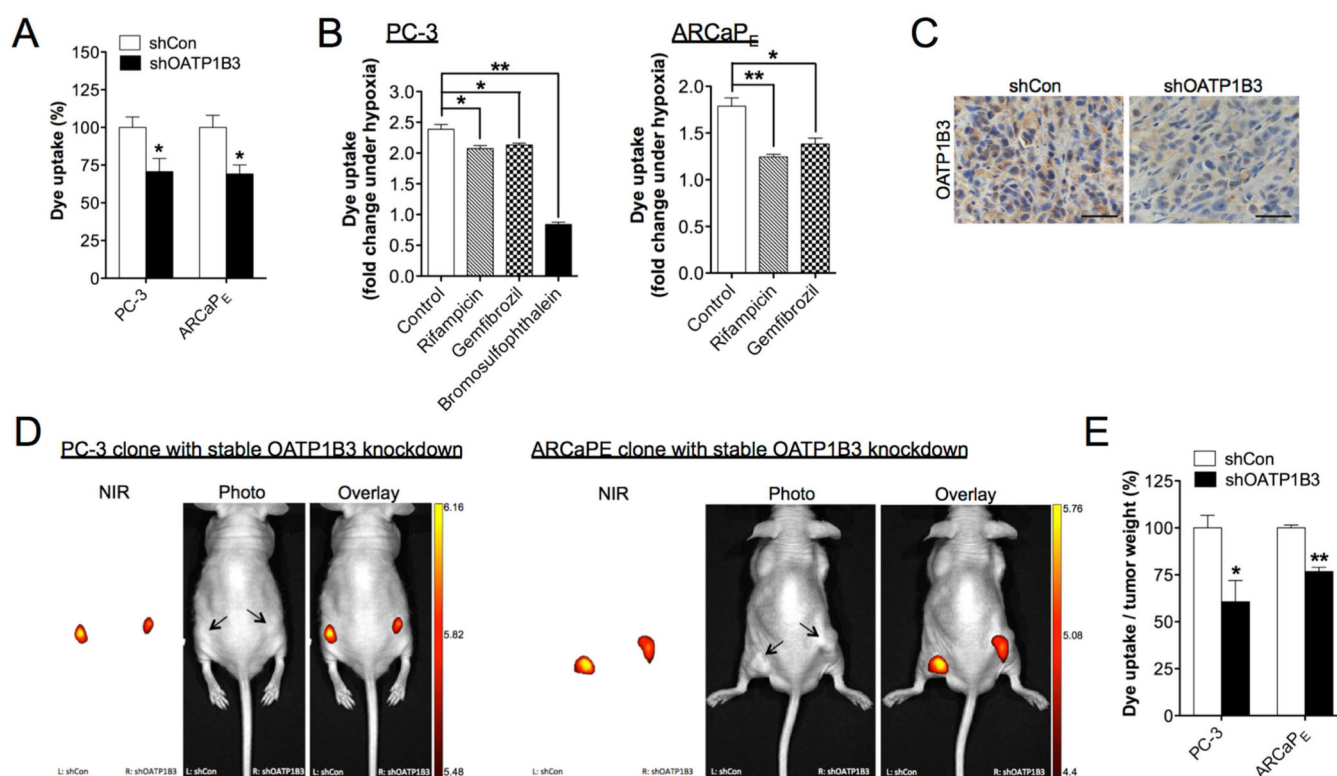 A
shCon
shOATP1B3
Dye uptake (%)
150
125
100
75
50
25
0
*
*
PC-3
ARCaPE
B
PC-3
Dye uptake
(fold change under hypoxia)
3.0
2.5
2.0
1.5
1.0
0.5
0.0
**
*
*
Control
Rifampicin
Gemfibrozil
Bromosulfophthalein
ARCaPE
Dye uptake
(fold change under hypoxia)
2.0
1.5
1.0
0.5
0.0
*
**
Control
Rifampicin
Gemfibrozil
C
shCon
shOATP1B3
OATP1B3
D
PC-3 clone with stable OATP1B3 knockdown
NIR
Photo
Overlay
6.16
5.82
5.48
L: shCon
R: shOATP1B3
L: shCon
R: shOATP1B3
L: shCon
R: shOATP1B3
ARCaPE clone with stable OATP1B3 knockdown
NIR
Photo
Overlay
5.76
5.08
4.4
L: shCon
R: shOATP1B3
L: shCon
R: shOATP1B3
L: shCon
R: shOATP1B3
E
shCon
shOATP1B3
Dye uptake / tumor weight (%)
125
100
75
50
25
0
*
**
PC-3
ARCaPE